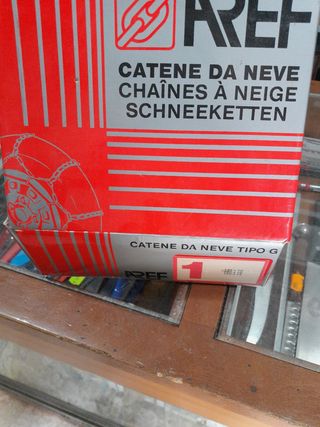 AREF
CATENE DA NEVE
CHAÎNES À NEIGE
SCHNEEKETTEN
CATENE DA NEVE TIPO G
AREF
1